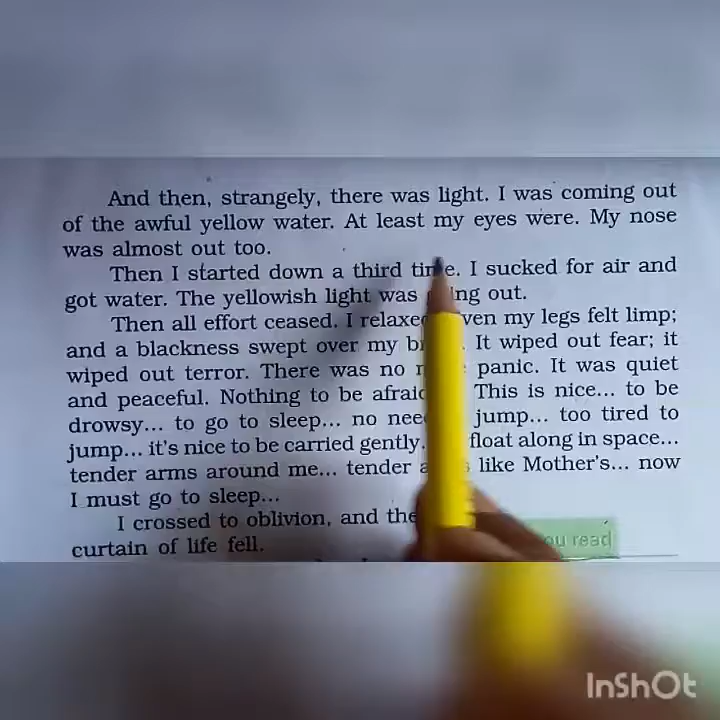 And then, strangely, there was light. I was coming out
of the awful yellow water. At least my eyes were. My nose
was almost out too.
Then I started down a third time. I sucked for air and
got water. The yellowish light was going out.
Then all effort ceased. I relaxed. Even my legs felt limp;
and a blackness swept over my It wiped out fear; it
wiped out terror. There was no panic. It was quiet
and peaceful. Nothing to be afraid This is nice... to be
drowsy... to go to sleep... no need jump... too tired to
jump... it's nice to be carried gently. float along in space...
tender arms around me... tender arms like Mother's... now
I must go to sleep...
I crossed to oblivion, and the
curtain of life fell.
ou read
InShOt